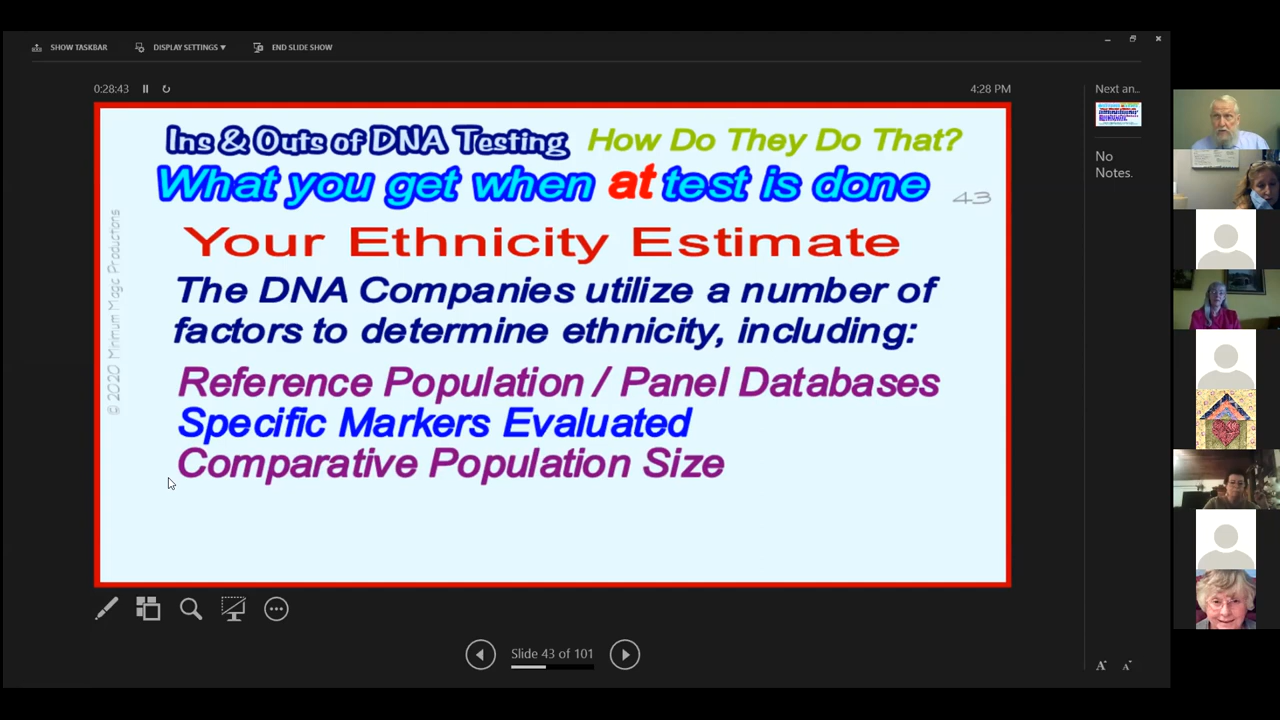 SHOW TASKBAR DISPLAY SETTINGS ▾ END SLIDE SHOW
0:28:43 4:28 PM
Ins & Outs of DNA Testing How Do They Do That?
What you get when at test is done 43
Your Ethnicity Estimate
The DNA Companies utilize a number of
factors to determine ethnicity, including:
Reference Population / Panel Databases
Specific Markers Evaluated
Comparative Population Size
© 2020 Minimum Magic Productions
Slide 43 of 101
Next an...
No
Notes.
A A